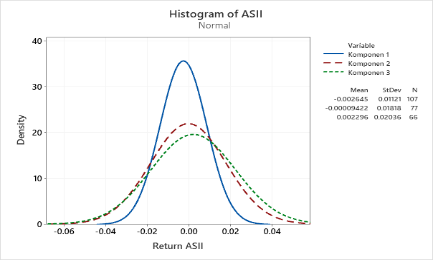 Histogram of ASII
Normal
Variable
Komponen 1
Komponen 2
Komponen 3
Mean StDev N
-0.002645 0.01121 107
-0.00009422 0.01818 77
0.002296 0.02036 66
Density
40
30
20
10
0
-0.06 -0.04 -0.02 0.00 0.02 0.04
Return ASII